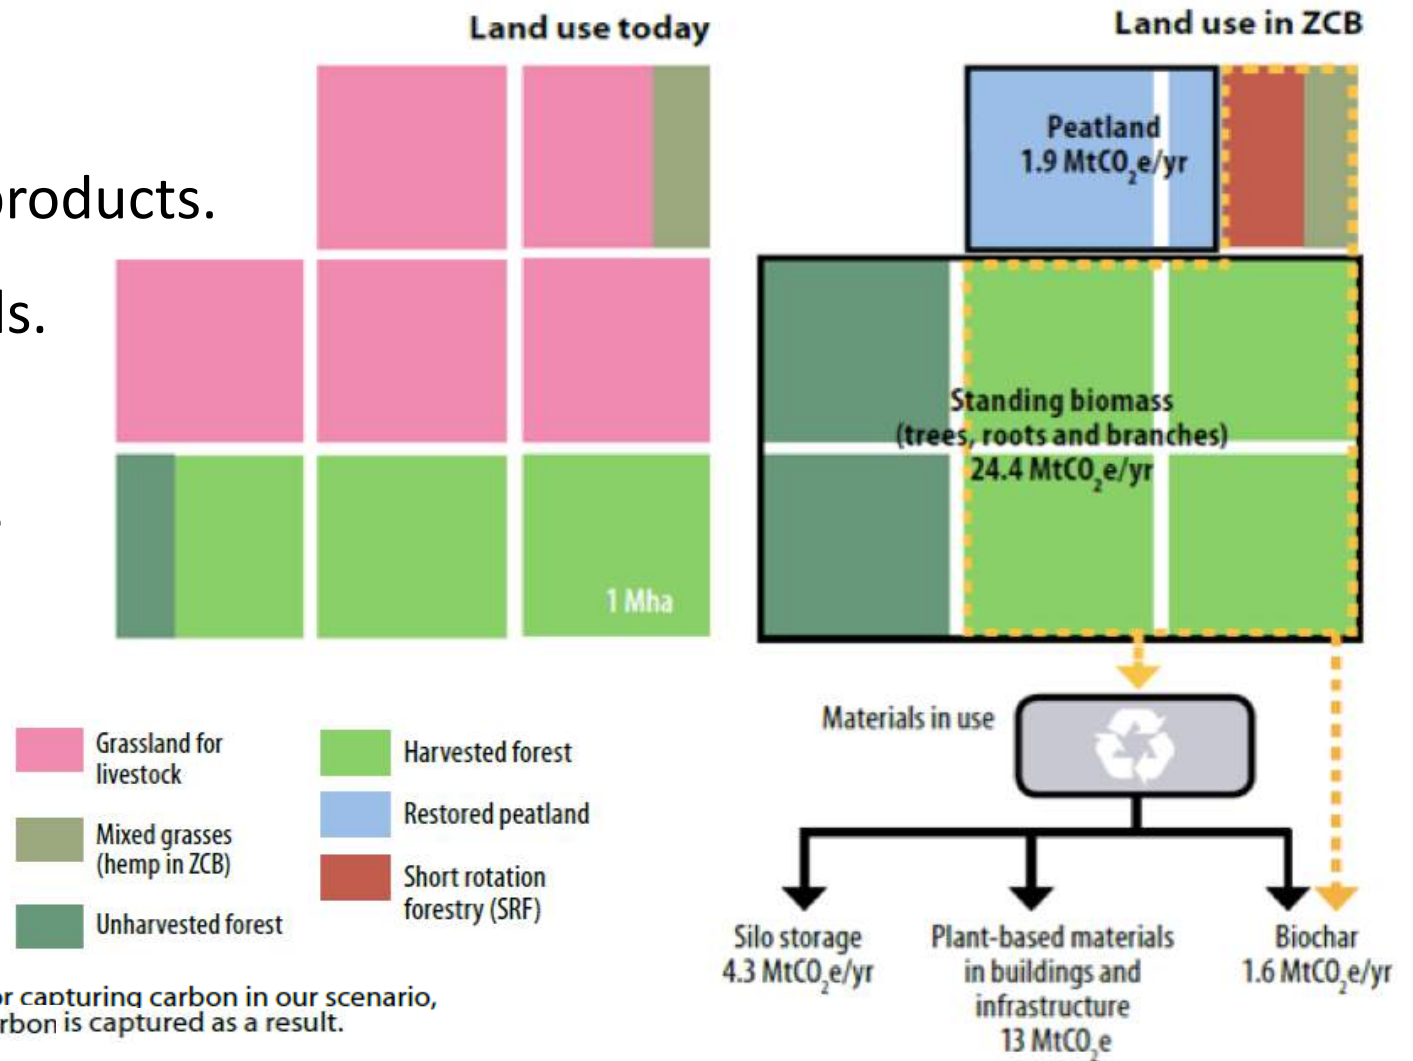 Land use today
Land use in ZCB
products.
ls.
Peatland
1.9 MtCO₂e/yr
Standing biomass
(trees, roots and branches)
24.4 MtCO₂e/yr
1 Mha
Grassland for
livestock
Mixed grasses
(hemp in ZCB)
Unharvested forest
Harvested forest
Restored peatland
Short rotation
forestry (SRF)
Materials in use
Silo storage
4.3 MtCO₂e/yr
Plant-based materials
in buildings and
infrastructure
13 MtCO₂e
Biochar
1.6 MtCO₂e/yr
or capturing carbon in our scenario,
rbon is captured as a result.